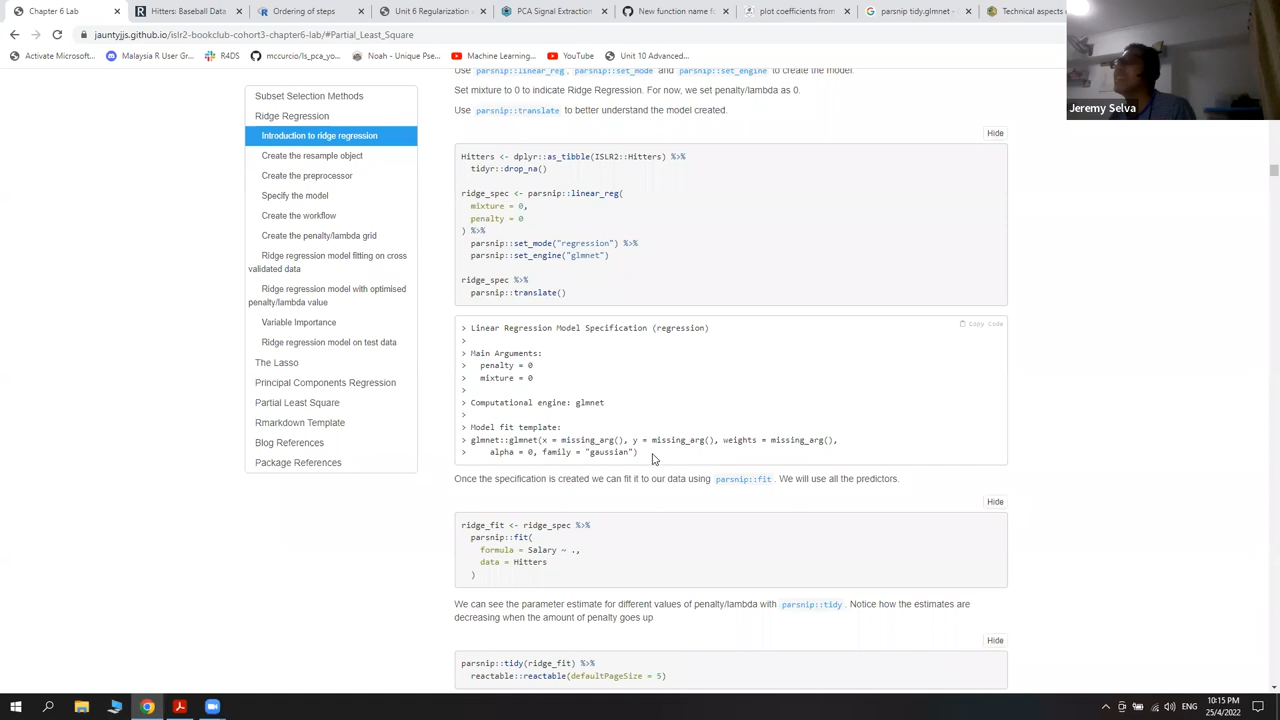 Chapter 6 Lab
Hitters: Baseball Data
Ordering of steps
Unit 6 Regularization
PCA Signal Extraction
New function name fo
plot coefficients from
parsnip tidy.glmnet -
Technical aspects
jauntyjjs.github.io/islr2-bookclub-cohort3-chapter6-lab/#Partial_Least_Square
Activate Microsoft...
Malaysia R User Gr...
R4DS
mccurcio/ls_pca_yo...
Noah - Unique Pse...
Machine Learning...
YouTube
Unit 10 Advanced...
Jeremy Selva
Subset Selection Methods
Ridge Regression
Introduction to ridge regression
Create the resample object
Create the preprocessor
Specify the model
Create the workflow
Create the penalty/lambda grid
Ridge regression model fitting on cross
validated data
Ridge regression model with optimised
penalty/lambda value
Variable Importance
Ridge regression model on test data
The Lasso
Principal Components Regression
Partial Least Square
Rmarkdown Template
Blog References
Package References
Use parsnip::linear_reg, parsnip::set_mode and parsnip::set_engine to create the model.
Set mixture to 0 to indicate Ridge Regression. For now, we set penalty/lambda as 0.
Use parsnip::translate to better understand the model created.
Hide
Hitters <- dplyr::as_tibble(ISLR2::Hitters) %>%
tidyr::drop_na()
ridge_spec <- parsnip::linear_reg(
mixture = 0,
penalty = 0
) %>%
parsnip::set_mode("regression") %>%
parsnip::set_engine("glmnet")
ridge_spec %>%
parsnip::translate()
Copy Code
> Linear Regression Model Specification (regression)
>
> Main Arguments:
> penalty = 0
> mixture = 0
>
> Computational engine: glmnet
>
> Model fit template:
> glmnet::glmnet(x = missing_arg(), y = missing_arg(), weights = missing_arg(),
> alpha = 0, family = "gaussian")
Once the specification is created we can fit it to our data using parsnip::fit. We will use all the predictors.
Hide
ridge_fit <- ridge_spec %>%
parsnip::fit(
formula = Salary ~ .,
data = Hitters
)
We can see the parameter estimate for different values of penalty/lambda with parsnip::tidy. Notice how the estimates are
decreasing when the amount of penalty goes up
Hide
parsnip::tidy(ridge_fit) %>%
reactable::reactable(defaultPageSize = 5)
ENG
10:15 PM
25/4/2022